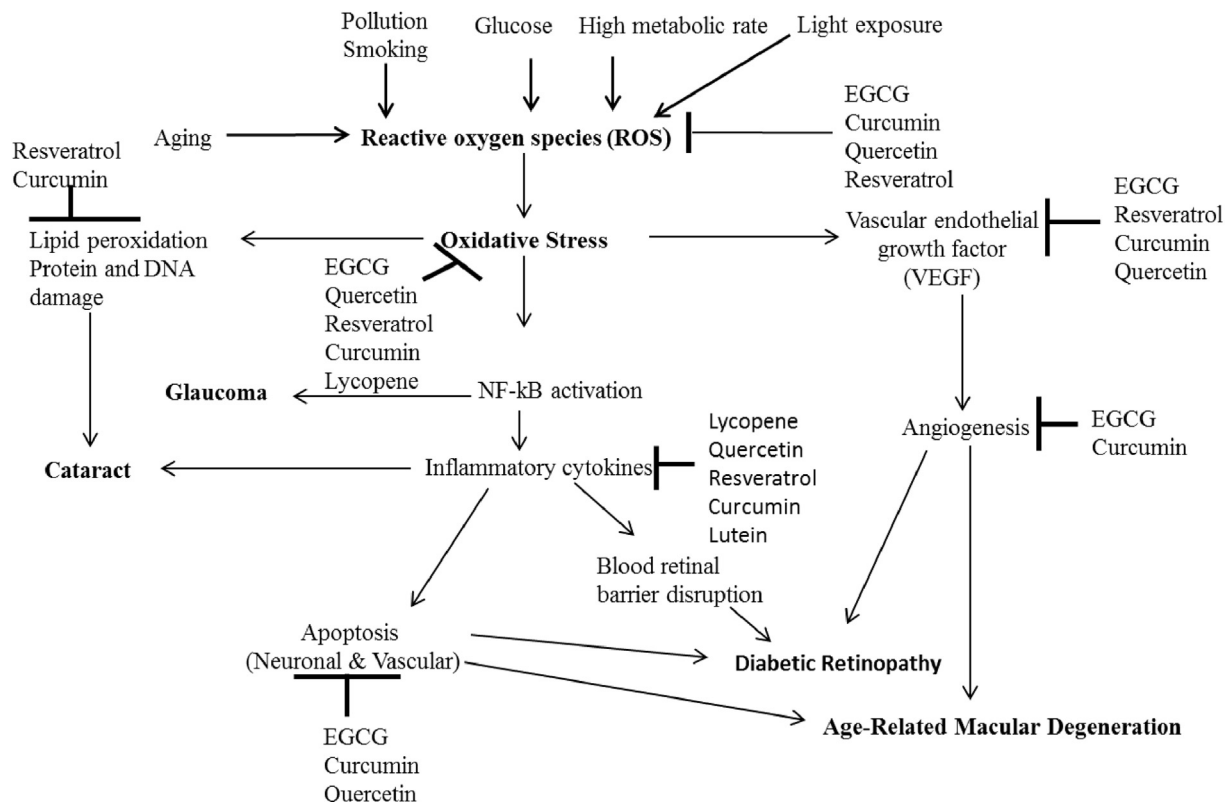 Pollution
Smoking
Glucose
High metabolic rate
Light exposure
EGCG
Curcumin
Quercetin
Resveratrol
Aging
Reactive oxygen species (ROS)
Resveratrol
Curcumin
EGCG
Resveratrol
Curcumin
Quercetin
Lipid peroxidation
Protein and DNA
damage
Oxidative Stress
Vascular endothelial
growth factor
(VEGF)
EGCG
Quercetin
Resveratrol
Curcumin
Lycopene
Glaucoma
NF-kB activation
Angiogenesis
EGCG
Curcumin
Cataract
Inflammatory cytokines
Lycopene
Quercetin
Resveratrol
Curcumin
Lutein
Blood retinal
barrier disruption
Apoptosis
(Neuronal & Vascular)
Diabetic Retinopathy
Age-Related Macular Degeneration
EGCG
Curcumin
Quercetin